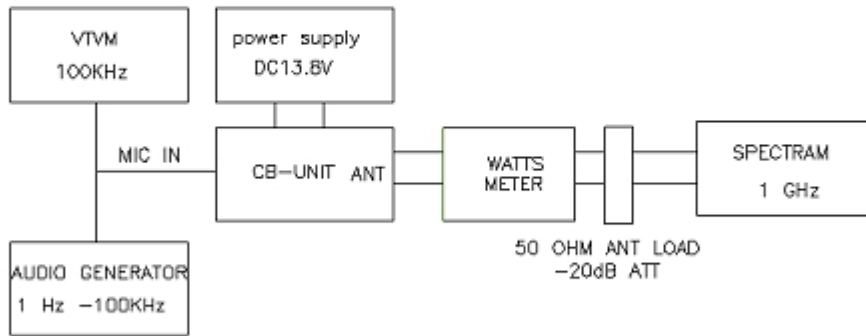 VTVM
100KHz
power supply
DC13.8V
MIC IN
CB-UNIT ANT
WATTS
METER
SPECTRAM
1 GHz
50 OHM ANT LOAD
-20dB ATT
AUDIO GENERATOR
1 Hz -100KHz